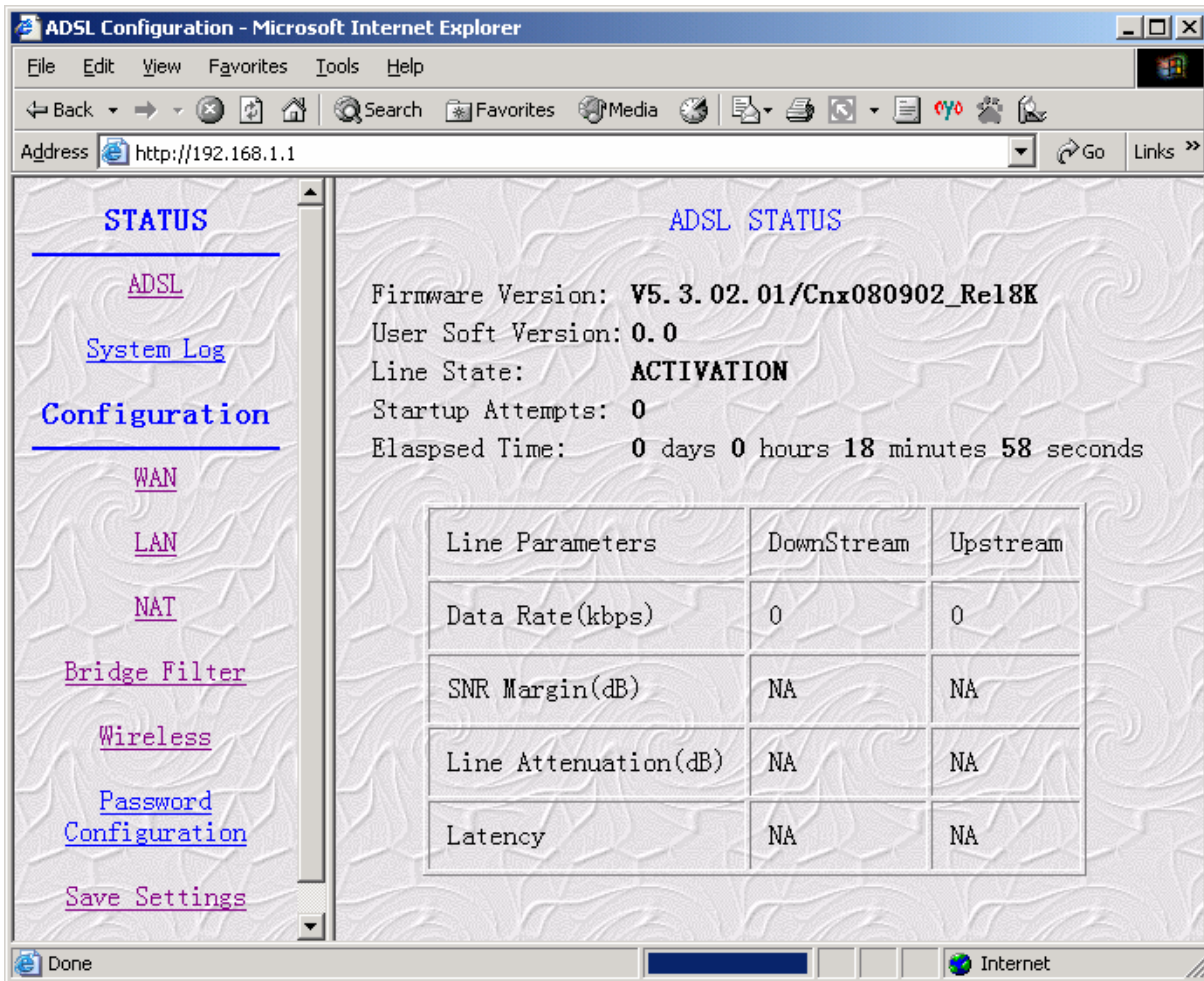 ADSL Configuration - Microsoft Internet Explorer
File Edit View Favorites Tools Help
Back Search Favorites Media
Address http://192.168.1.1 Go Links »
STATUS
ADSL
System Log
Configuration
WAN
LAN
NAT
Bridge Filter
Wireless
Password
Configuration
Save Settings
ADSL STATUS
Firmware Version: V5.3.02.01/Cnx080902_Rel8K
User Soft Version: 0.0
Line State: ACTIVATION
Startup Attempts: 0
Elaspsed Time: 0 days 0 hours 18 minutes 58 seconds
Line Parameters DownStream Upstream
Data Rate(kbps) 0 0
SNR Margin(dB) NA NA
Line Attenuation(dB) NA NA
Latency NA NA
Done Internet